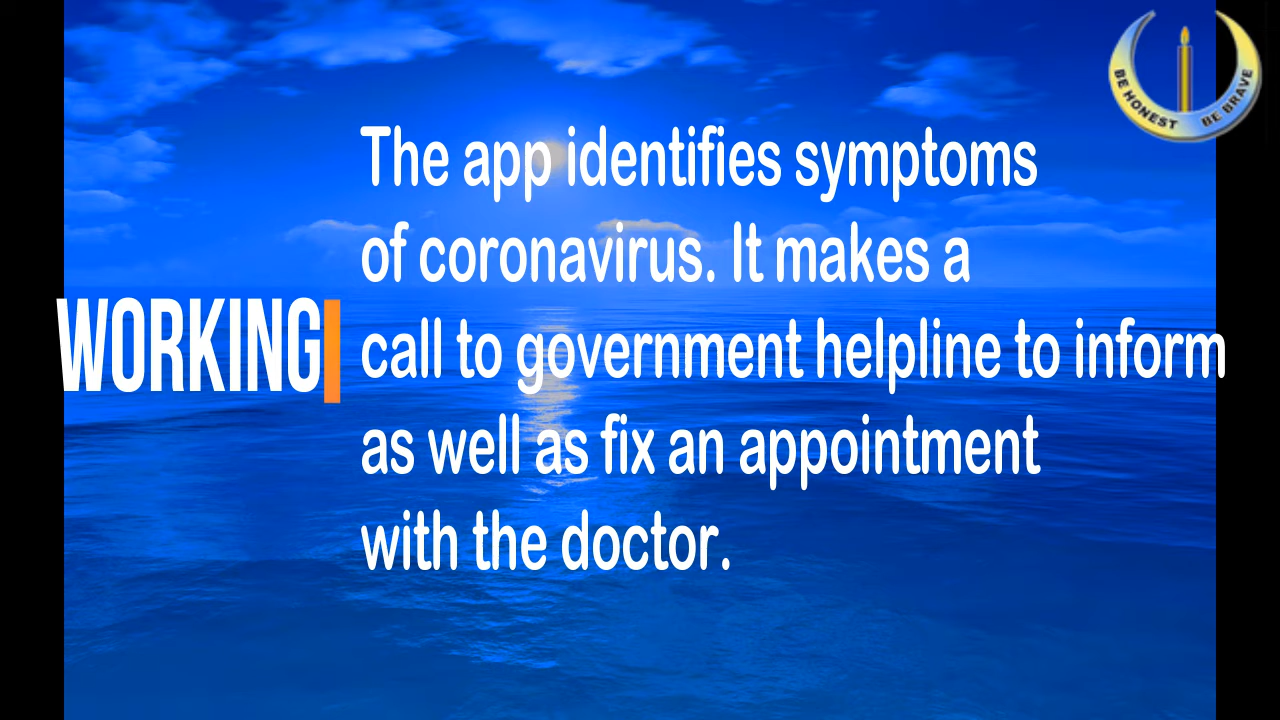 BE HONEST BE BRAVE
WORKING
The app identifies symptoms
of coronavirus. It makes a
call to government helpline to inform
as well as fix an appointment
with the doctor.